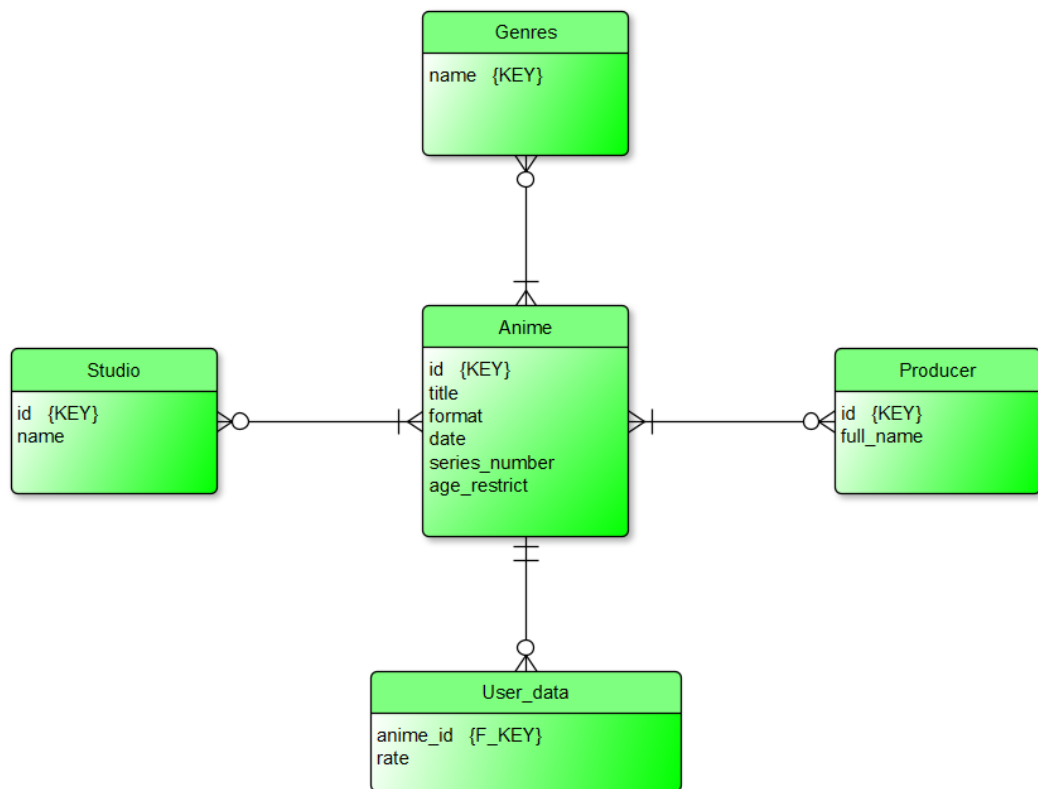 Genres
name {KEY}
Anime
id {KEY}
title
format
date
series_number
age_restrict
Studio
id {KEY}
name
Producer
id {KEY}
full_name
User_data
anime_id {F_KEY}
rate